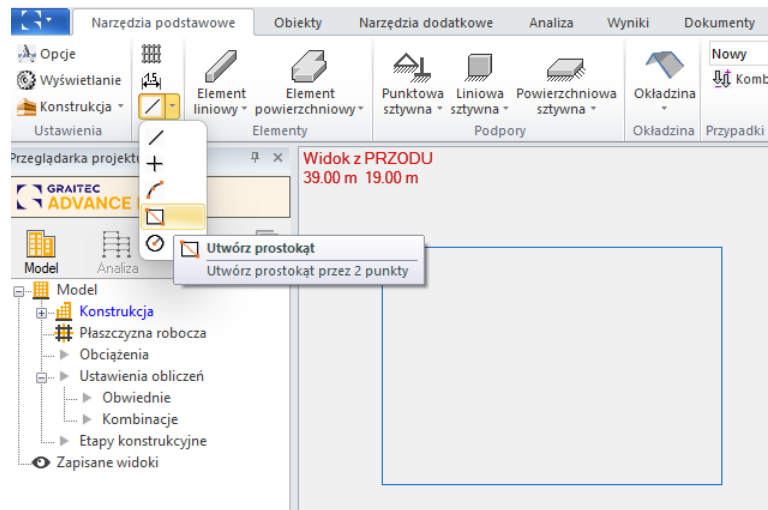 Narzędzia podstawowe Obiekty Narzędzia dodatkowe Analiza Wyniki Dokumenty
Opcje
Wyświetlanie
Konstrukcja
Element liniowy
Element powierzchniowy
Punktowa sztywna
Liniowa sztywna
Powierzchniowa sztywna
Okładzina
Nowy
Ustawienia Elementy Podpory Okładzina Przypadki
Widok z PRZODU
39.00 m 19.00 m
GRAITEC
ADVANCE
Model Analiza
Utwórz prostokąt
Utwórz prostokąt przez 2 punkty
Model
Konstrukcja
Płaszczyzna robocza
Obciążenia
Ustawienia obliczeń
Obwiednie
Kombinacje
Etapy konstrukcyjne
Zapisane widoki